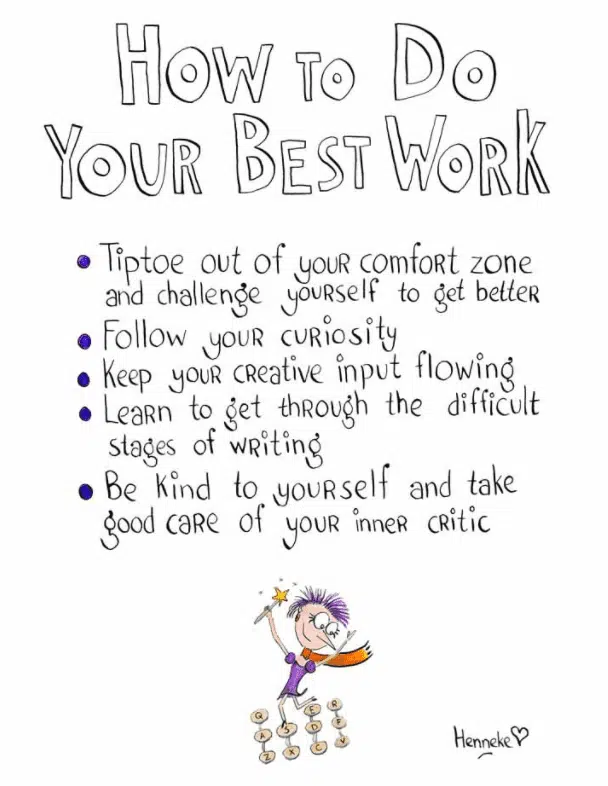 How to Do
Your Best Work
Tiptoe out of your comfort zone
and challenge yourself to get better
Follow your curiosity
Keep your creative input flowing
Learn to get through the difficult
stages of writing
Be kind to yourself and take
good care of your inner critic
Q E R
A S D F
Z X C V
Henneke